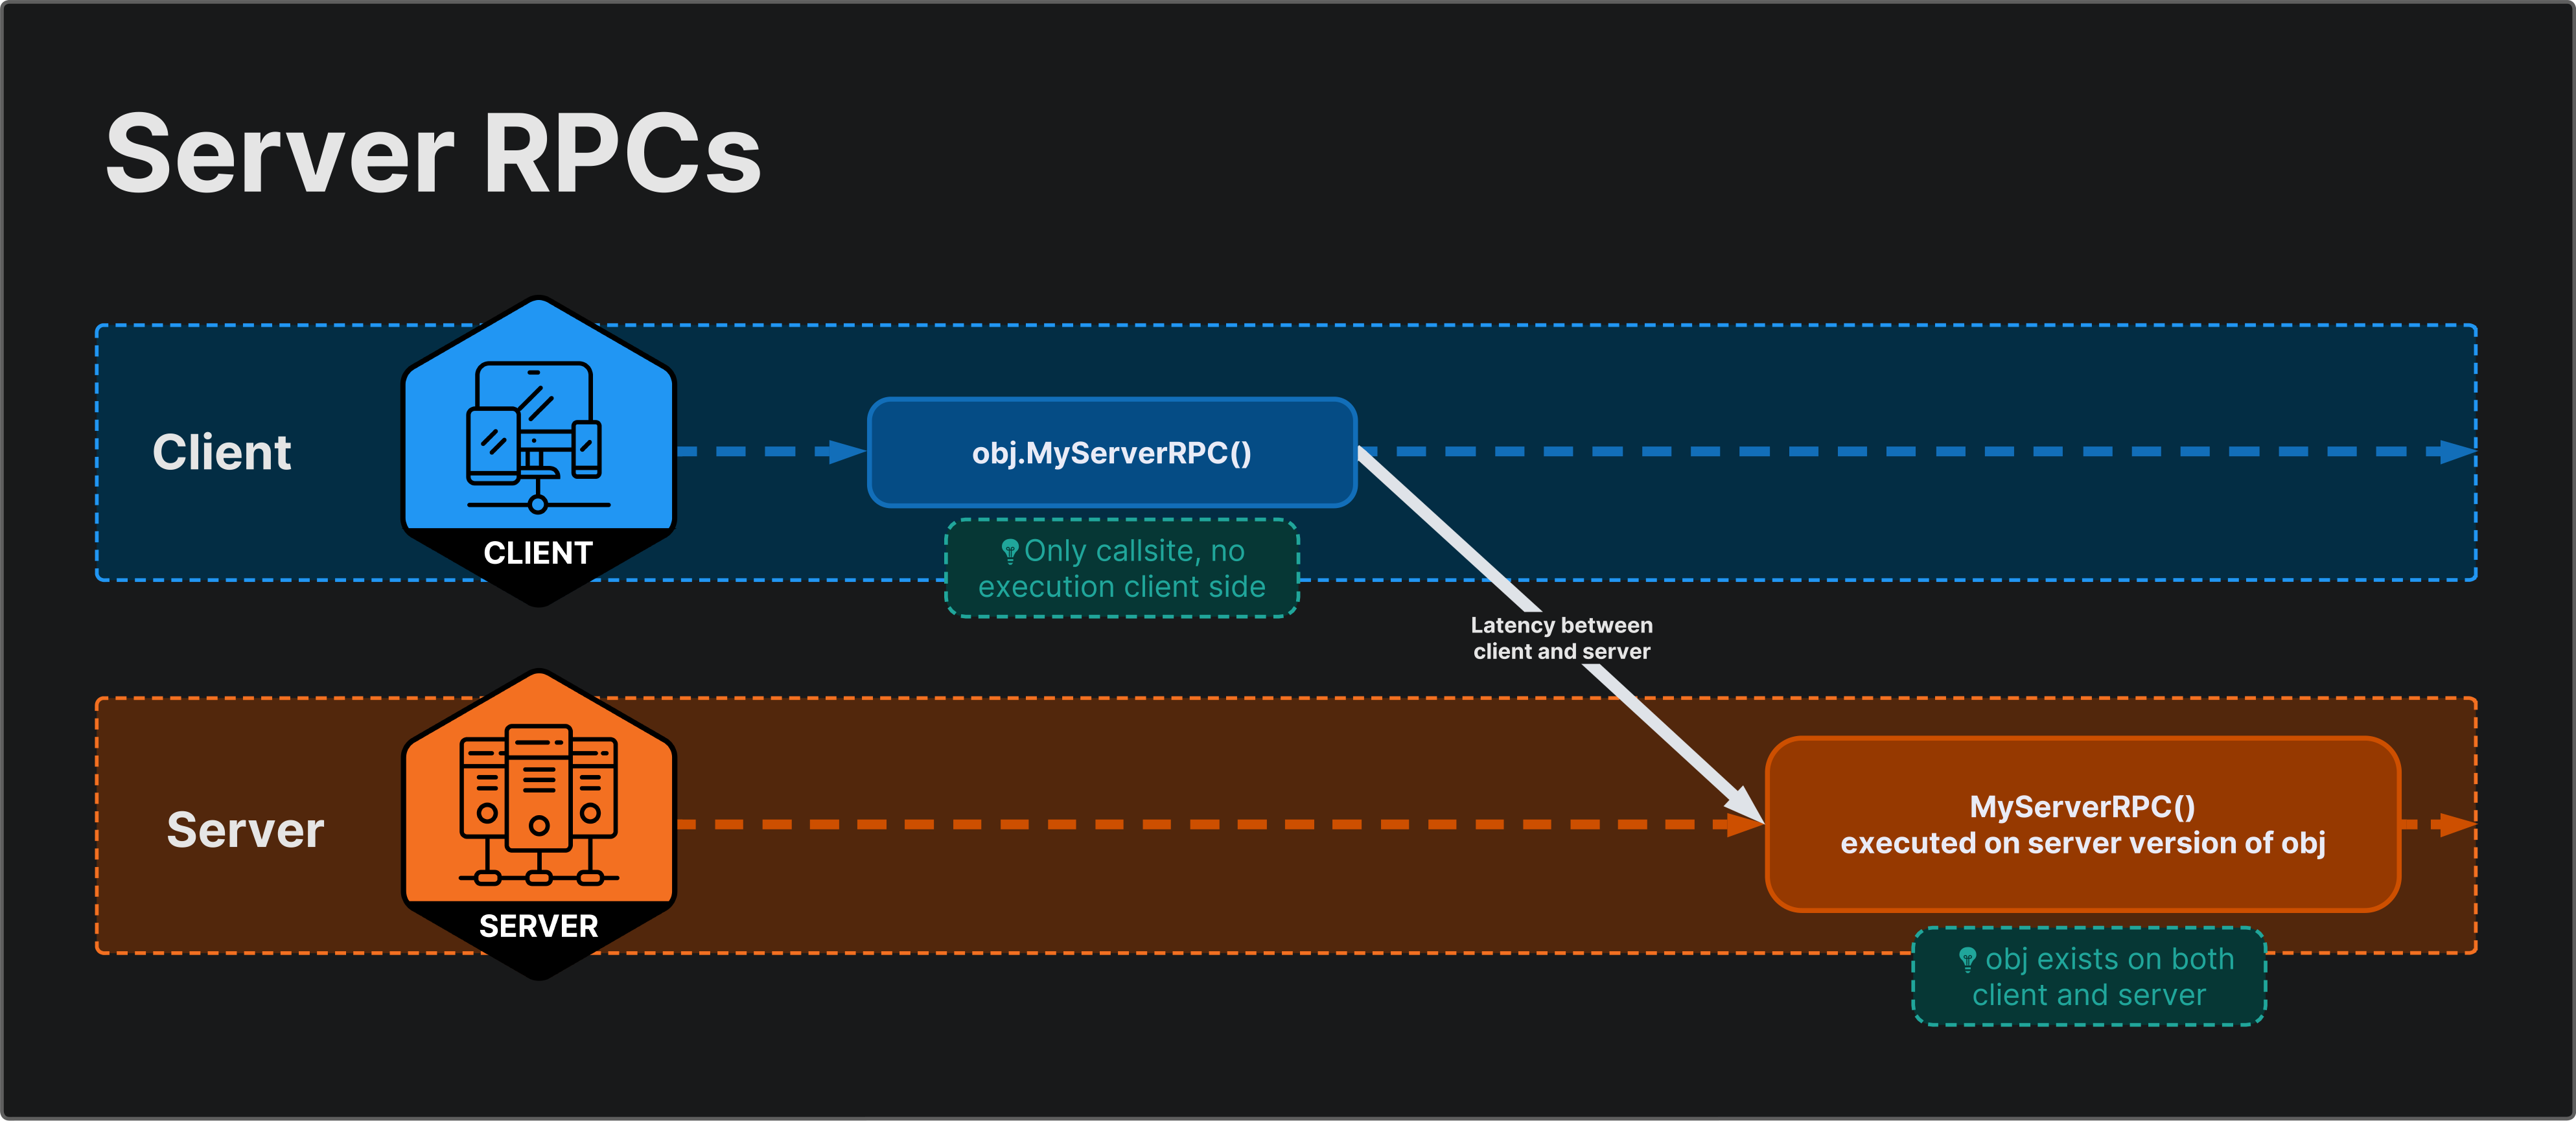 Server RPCs
Client
CLIENT
obj.MyServerRPC()
Only callsite, no
execution client side
Latency between
client and server
Server
SERVER
MyServerRPC()
executed on server version of obj
obj exists on both
client and server